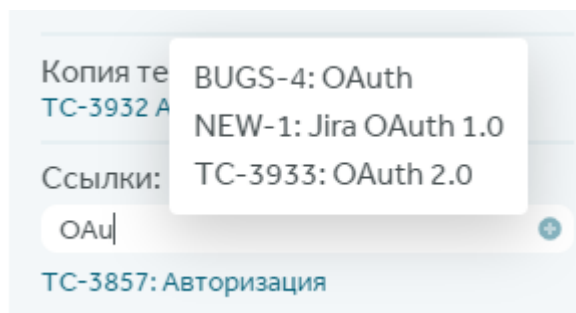 Копия те
TC-3932 А
BUGS-4: OAuth
NEW-1: Jira OAuth 1.0
TC-3933: OAuth 2.0
Ссылки:
OAu
TC-3857: Авторизация